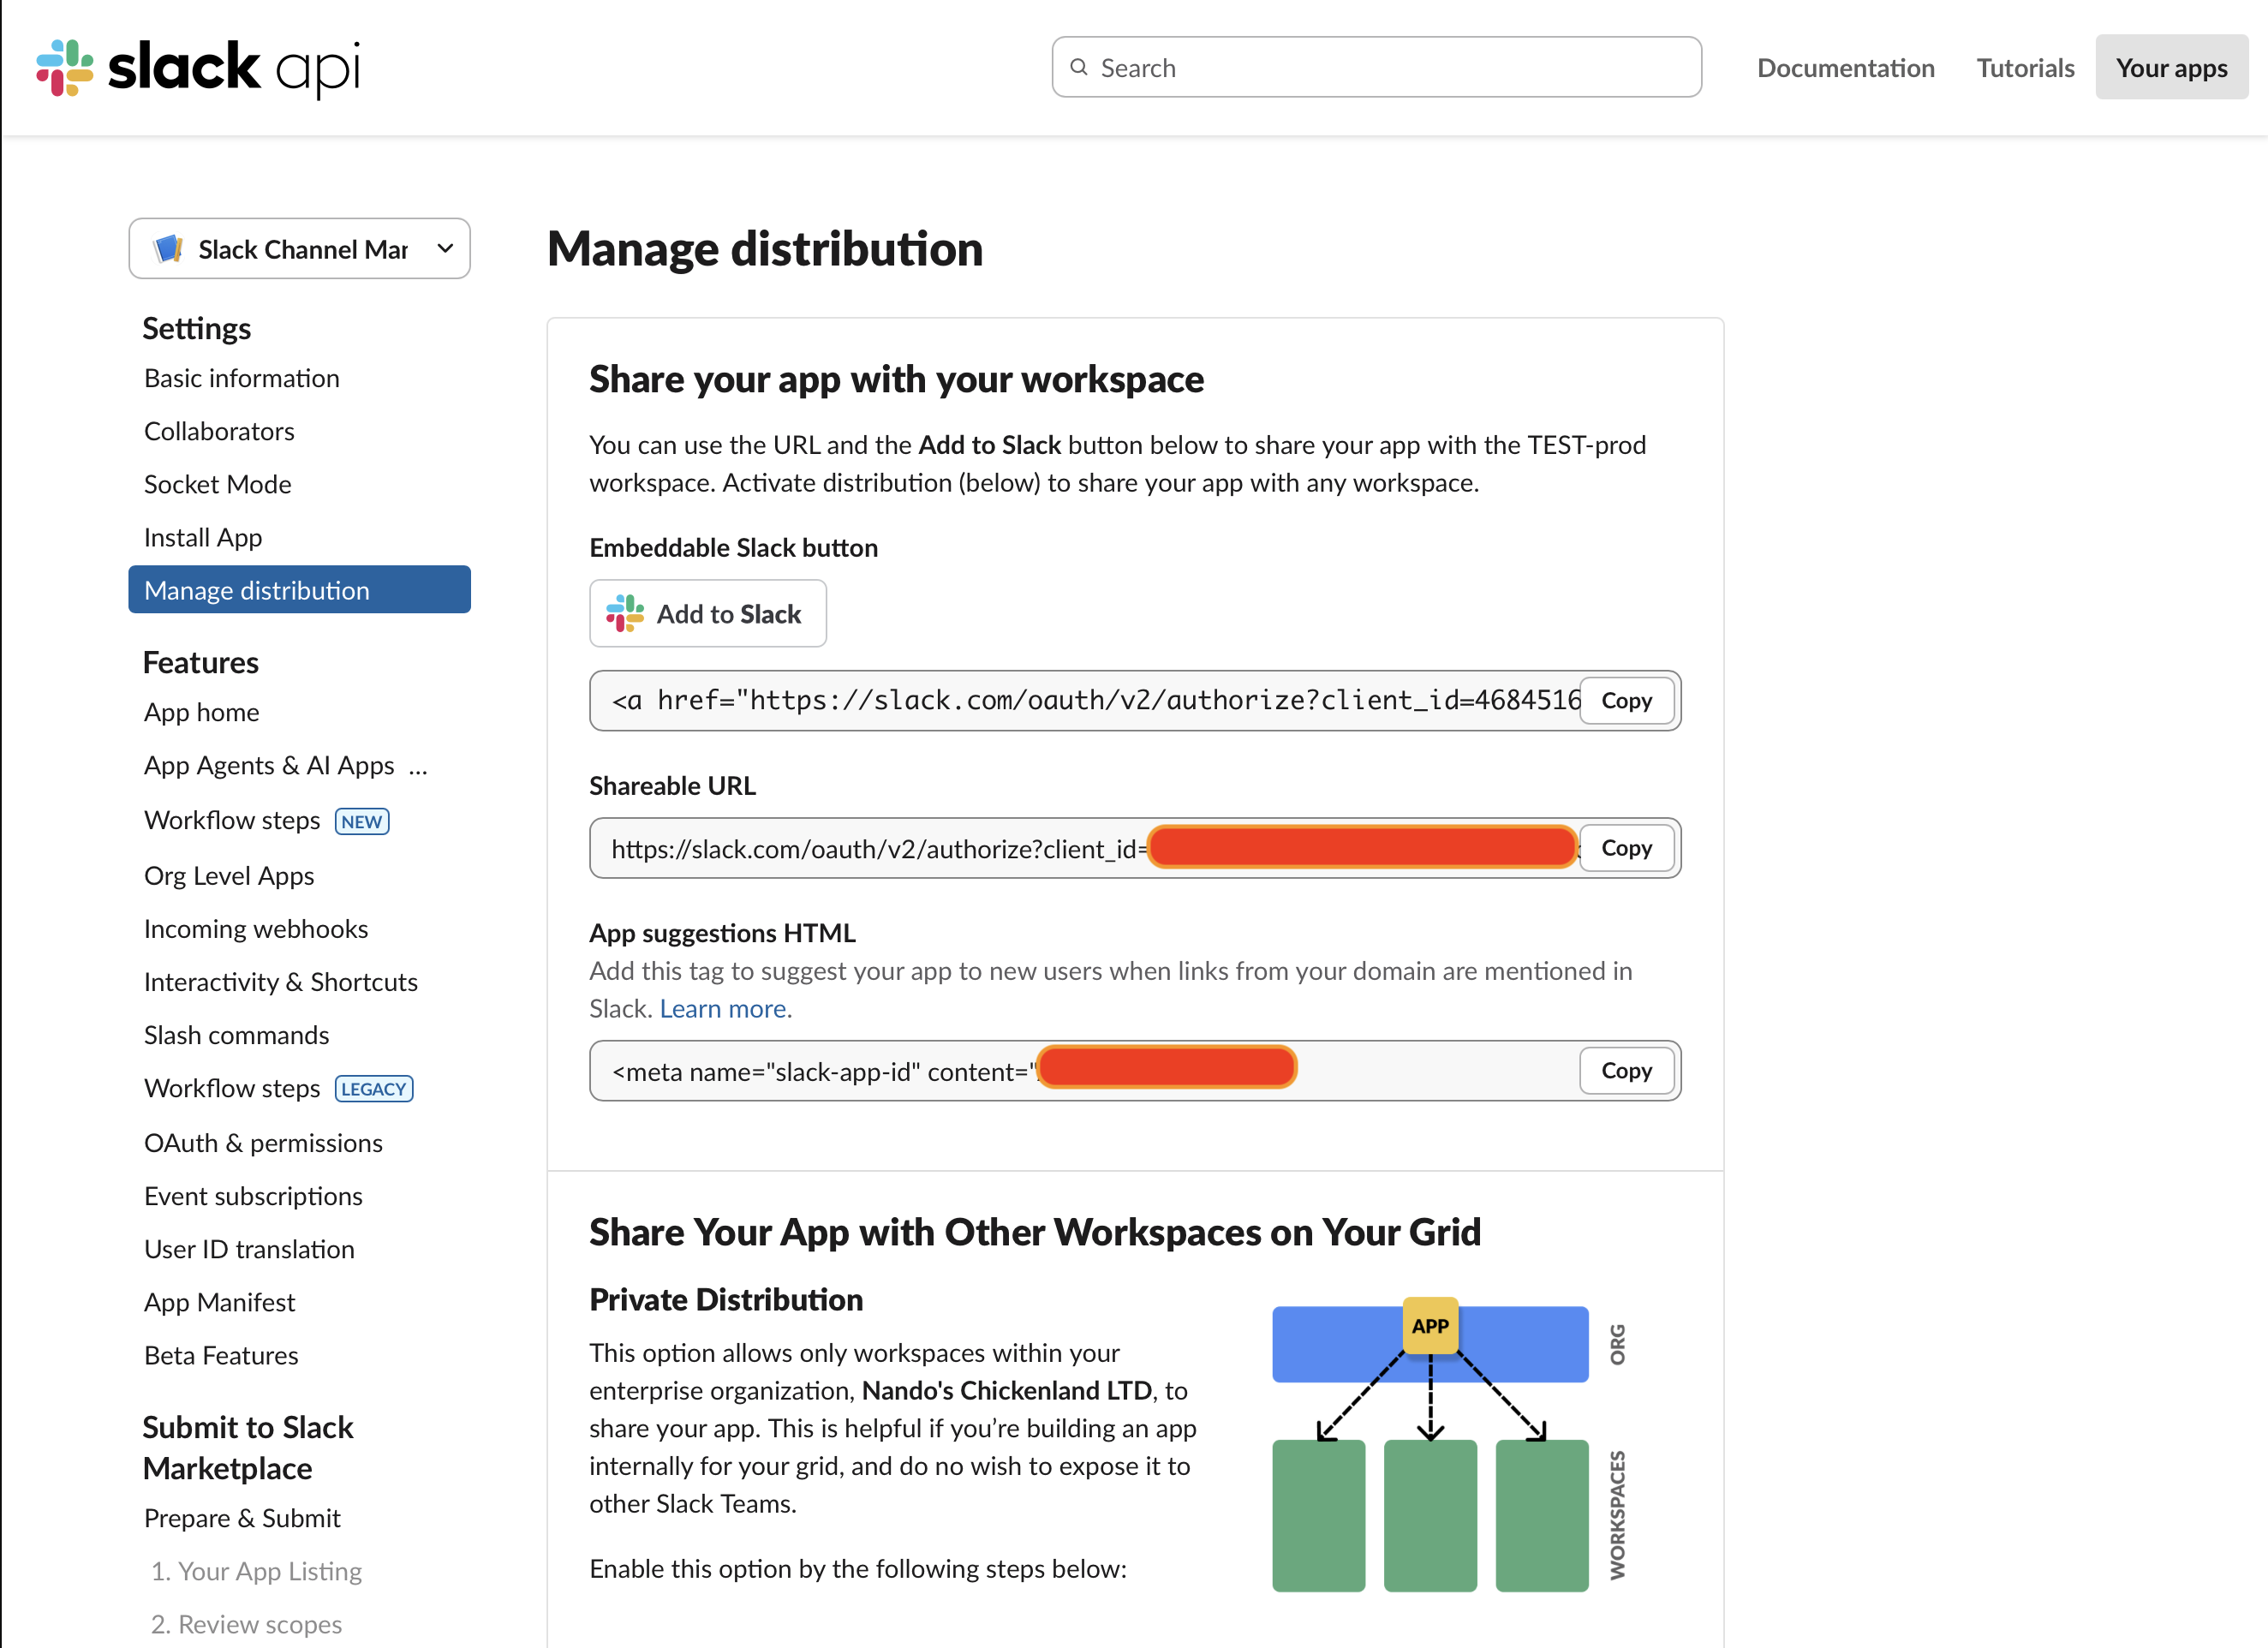 slack api
Search
Documentation
Tutorials
Your apps
Slack Channel Mar
Settings
Basic information
Collaborators
Socket Mode
Install App
Manage distribution
Features
App home
App Agents & AI Apps ...
Workflow steps NEW
Org Level Apps
Incoming webhooks
Interactivity & Shortcuts
Slash commands
Workflow steps LEGACY
OAuth & permissions
Event subscriptions
User ID translation
App Manifest
Beta Features
Submit to Slack
Marketplace
Prepare & Submit
1. Your App Listing
2. Review scopes
Manage distribution
Share your app with your workspace
You can use the URL and the Add to Slack button below to share your app with the TEST-prod
workspace. Activate distribution (below) to share your app with any workspace.
Embeddable Slack button
Add to Slack
<a href="https://slack.com/oauth/v2/authorize?client_id=4684516
Copy
Shareable URL
https://slack.com/oauth/v2/authorize?client_id=
Copy
App suggestions HTML
Add this tag to suggest your app to new users when links from your domain are mentioned in
Slack. Learn more.
<meta name="slack-app-id" content="
Copy
Share Your App with Other Workspaces on Your Grid
Private Distribution
This option allows only workspaces within your
enterprise organization, Nando's Chickenland LTD, to
share your app. This is helpful if you’re building an app
internally for your grid, and do no wish to expose it to
other Slack Teams.
Enable this option by the following steps below:
APP
ORG
WORKSPACES